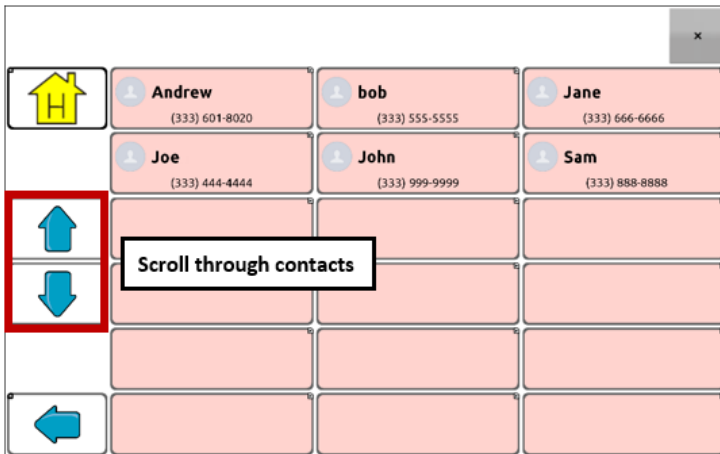 ×
H
Andrew
(333) 601-8020
bob
(333) 555-5555
Jane
(333) 666-6666
Joe
(333) 444-4444
John
(333) 999-9999
Sam
(333) 888-8888
Scroll through contacts